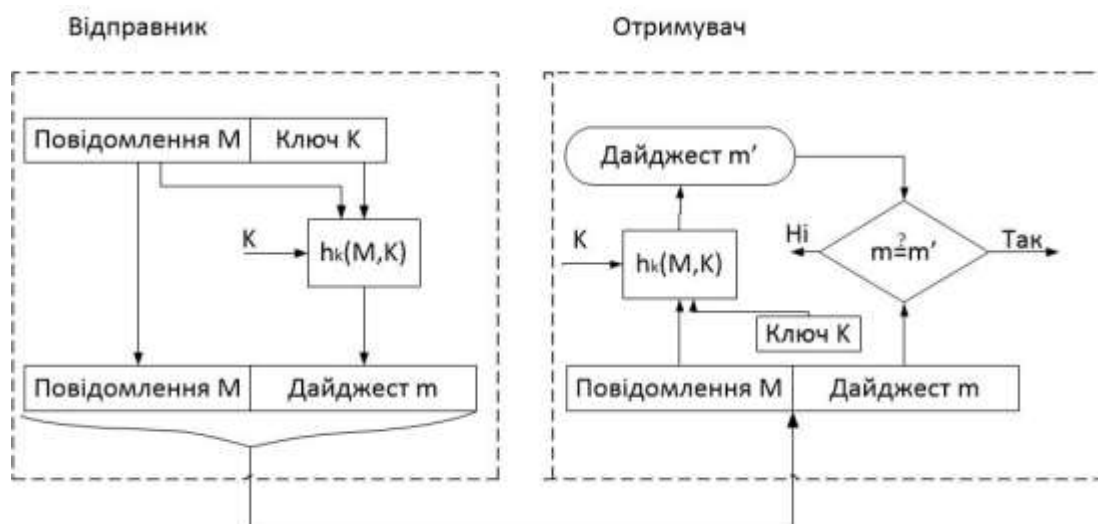 Відправник
Повідомлення M
Ключ K
K
hk(M,K)
Повідомлення M
Дайджест m
Отримувач
Дайджест m′
K
hk(M,K)
Ключ K
Ні
m≟m′
Так
Повідомлення M
Дайджест m